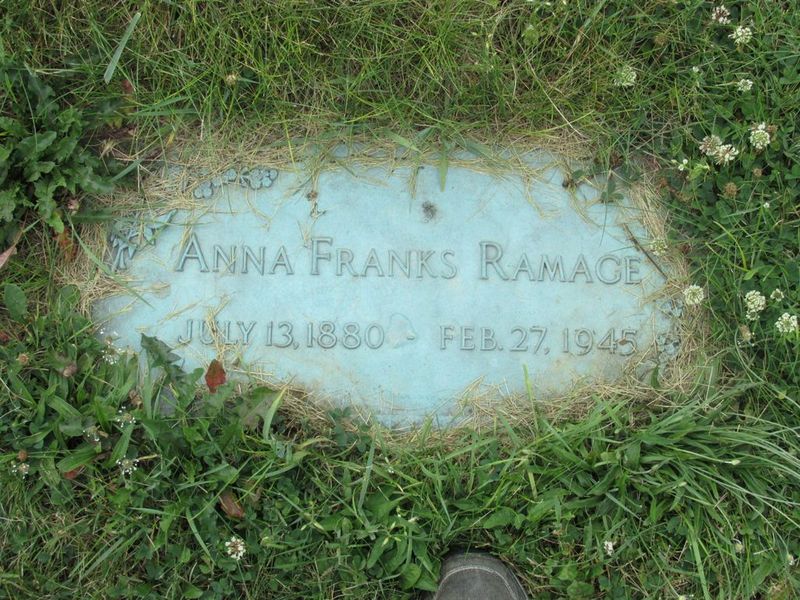 ANNA FRANKS RAMAGE
JULY 13, 1880 - FEB. 27, 1945